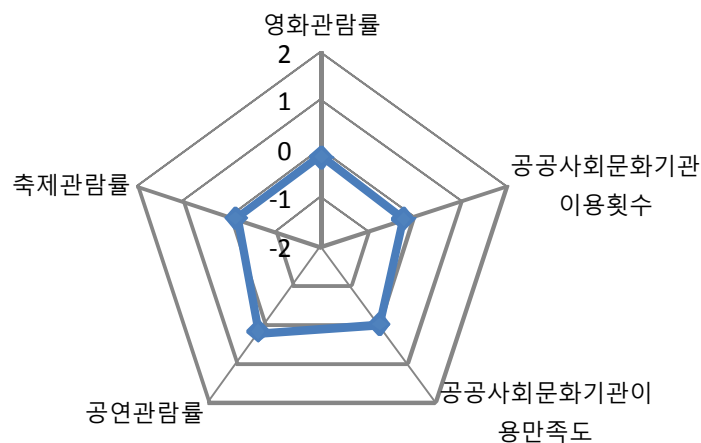 영화관람률
2
1
0
-1
-2
공공사회문화기관
이용횟수
축제관람률
공연관람률
공공사회문화기관이
용만족도